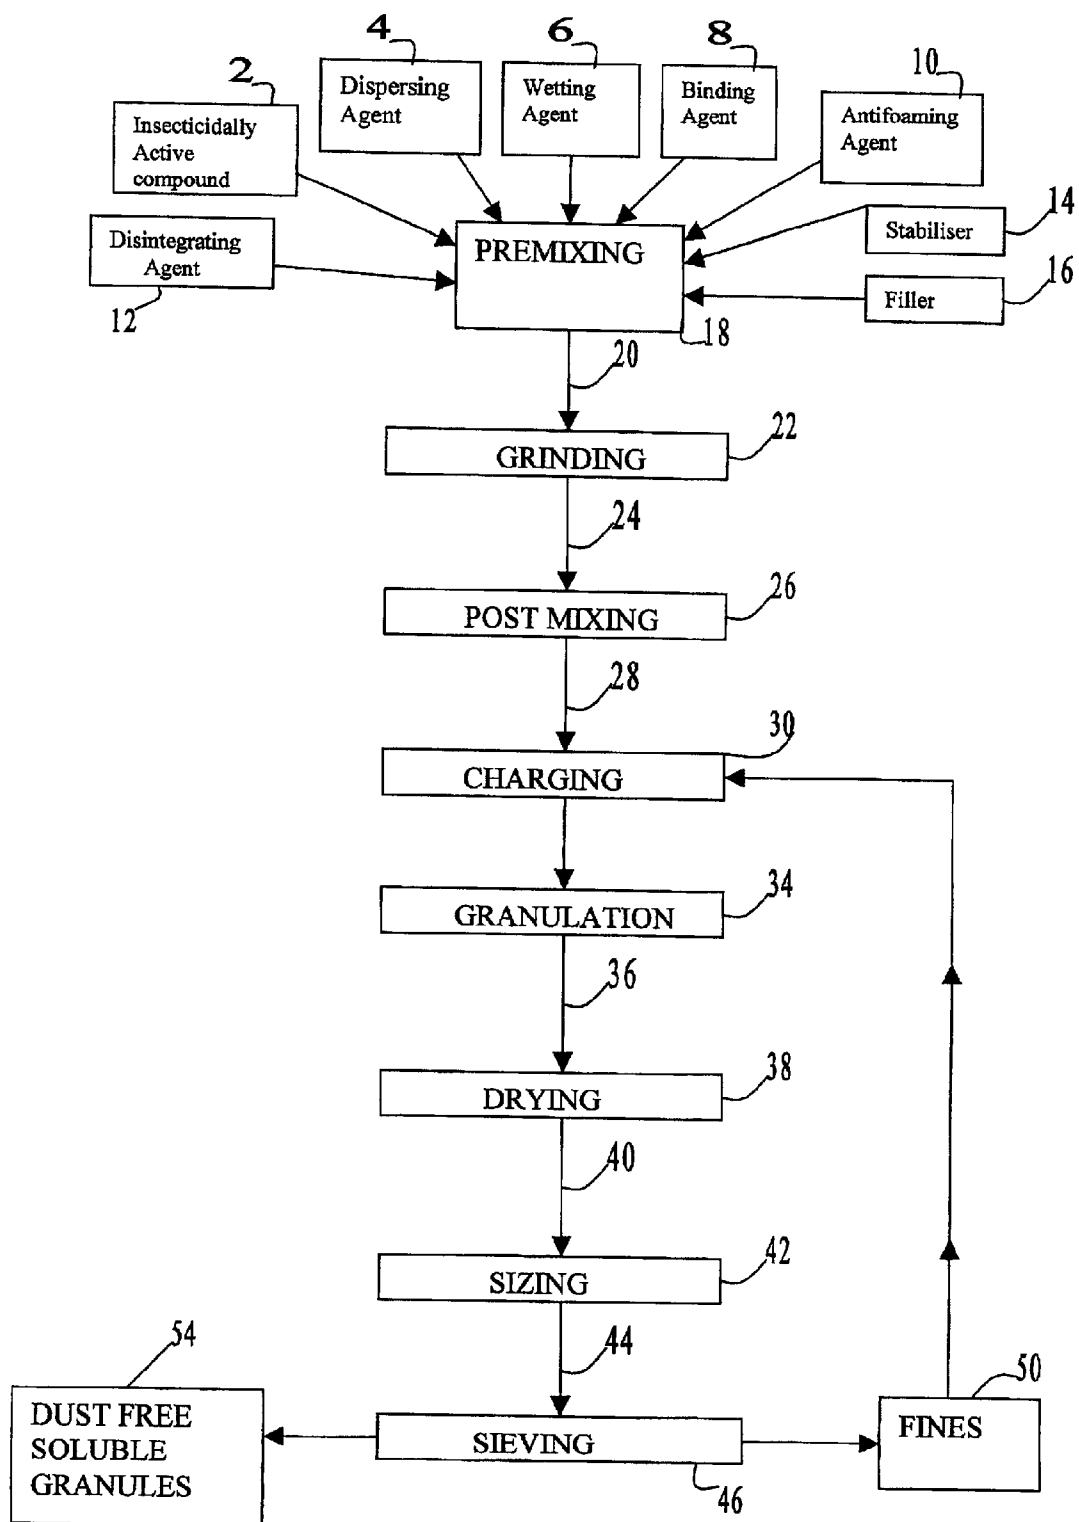 4
6
8
2
10
Dispersing
Agent
Wetting
Agent
Binding
Agent
Antifoaming
Agent
Insecticidally
Active
compound
14
Stabiliser
Disintegrating
Agent
PREMIXING
16
Filler
12
18
20
22
GRINDING
24
26
POST MIXING
28
30
CHARGING
34
GRANULATION
36
38
DRYING
40
42
SIZING
44
54
50
DUST FREE
SOLUBLE
GRANULES
SIEVING
FINES
46